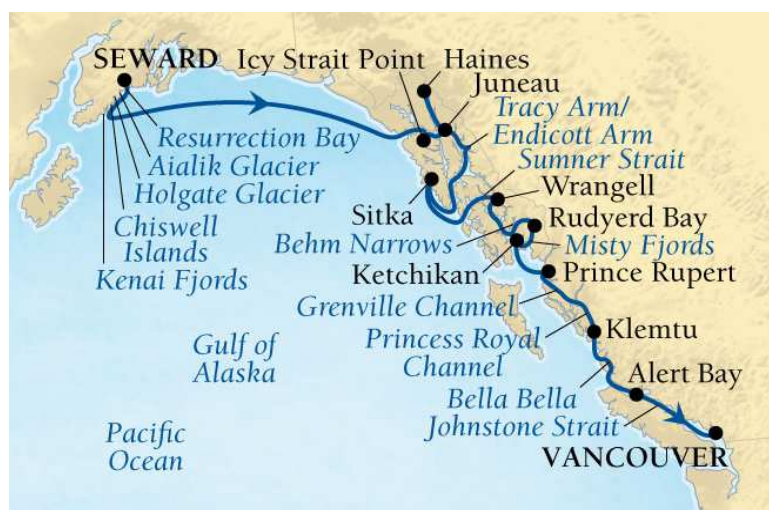 SEWARD
Icy Strait Point
Haines
Juneau
Tracy Arm/
Endicott Arm
Sumner Strait
Resurrection Bay
Aialik Glacier
Holgate Glacier
Chiswell
Islands
Kenai Fjords
Wrangell
Sitka
Rudyerd Bay
Behm Narrows
Misty Fjords
Ketchikan
Prince Rupert
Grenville Channel
Princess Royal
Channel
Klemtu
Gulf of
Alaska
Alert Bay
Bella Bella
Johnstone Strait
Pacific
Ocean
VANCOUVER